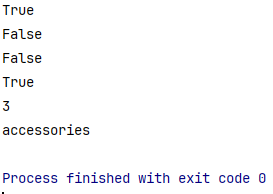 True
False
False
True
3
accessories
Process finished with exit code 0